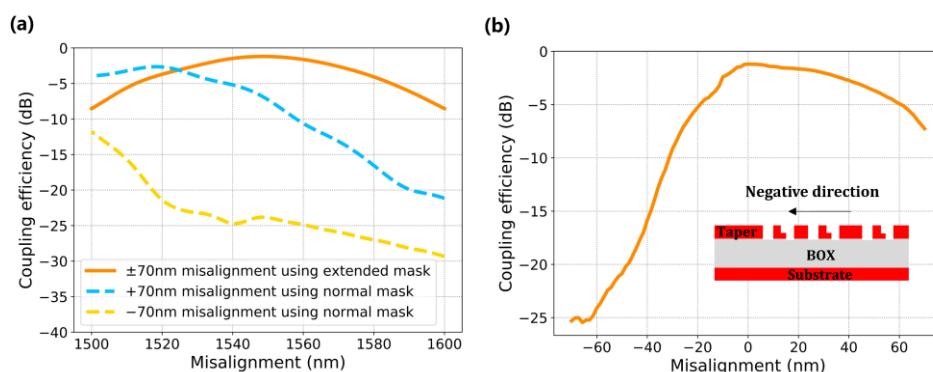 (a)
0
−5
−10
−15
−20
−25
−30
−35
−40
Coupling efficiency (dB)
±70nm misalignment using extended mask
+70nm misalignment using normal mask
−70nm misalignment using normal mask
1500
1520
1540
1560
1580
1600
Misalignment (nm)
(b)
0
−5
−10
−15
−20
−25
Coupling efficiency (dB)
Negative direction
Taper
BOX
Substrate
−60
−40
−20
0
20
40
60
Misalignment (nm)